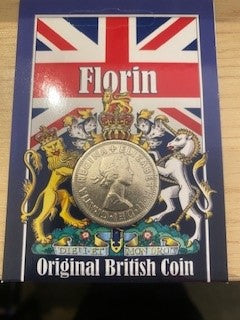 Florin
DIEU ET MON DROIT
Original British Coin